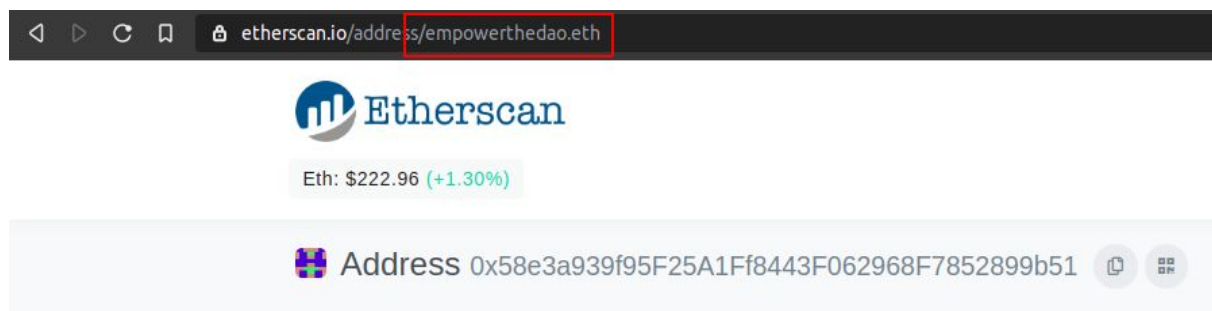 etherscan.io/address/empowerthedao.eth
Etherscan
Eth: $222.96 (+1.30%)
Address 0x58e3a939f95F25A1Ff8443F062968F7852899b51